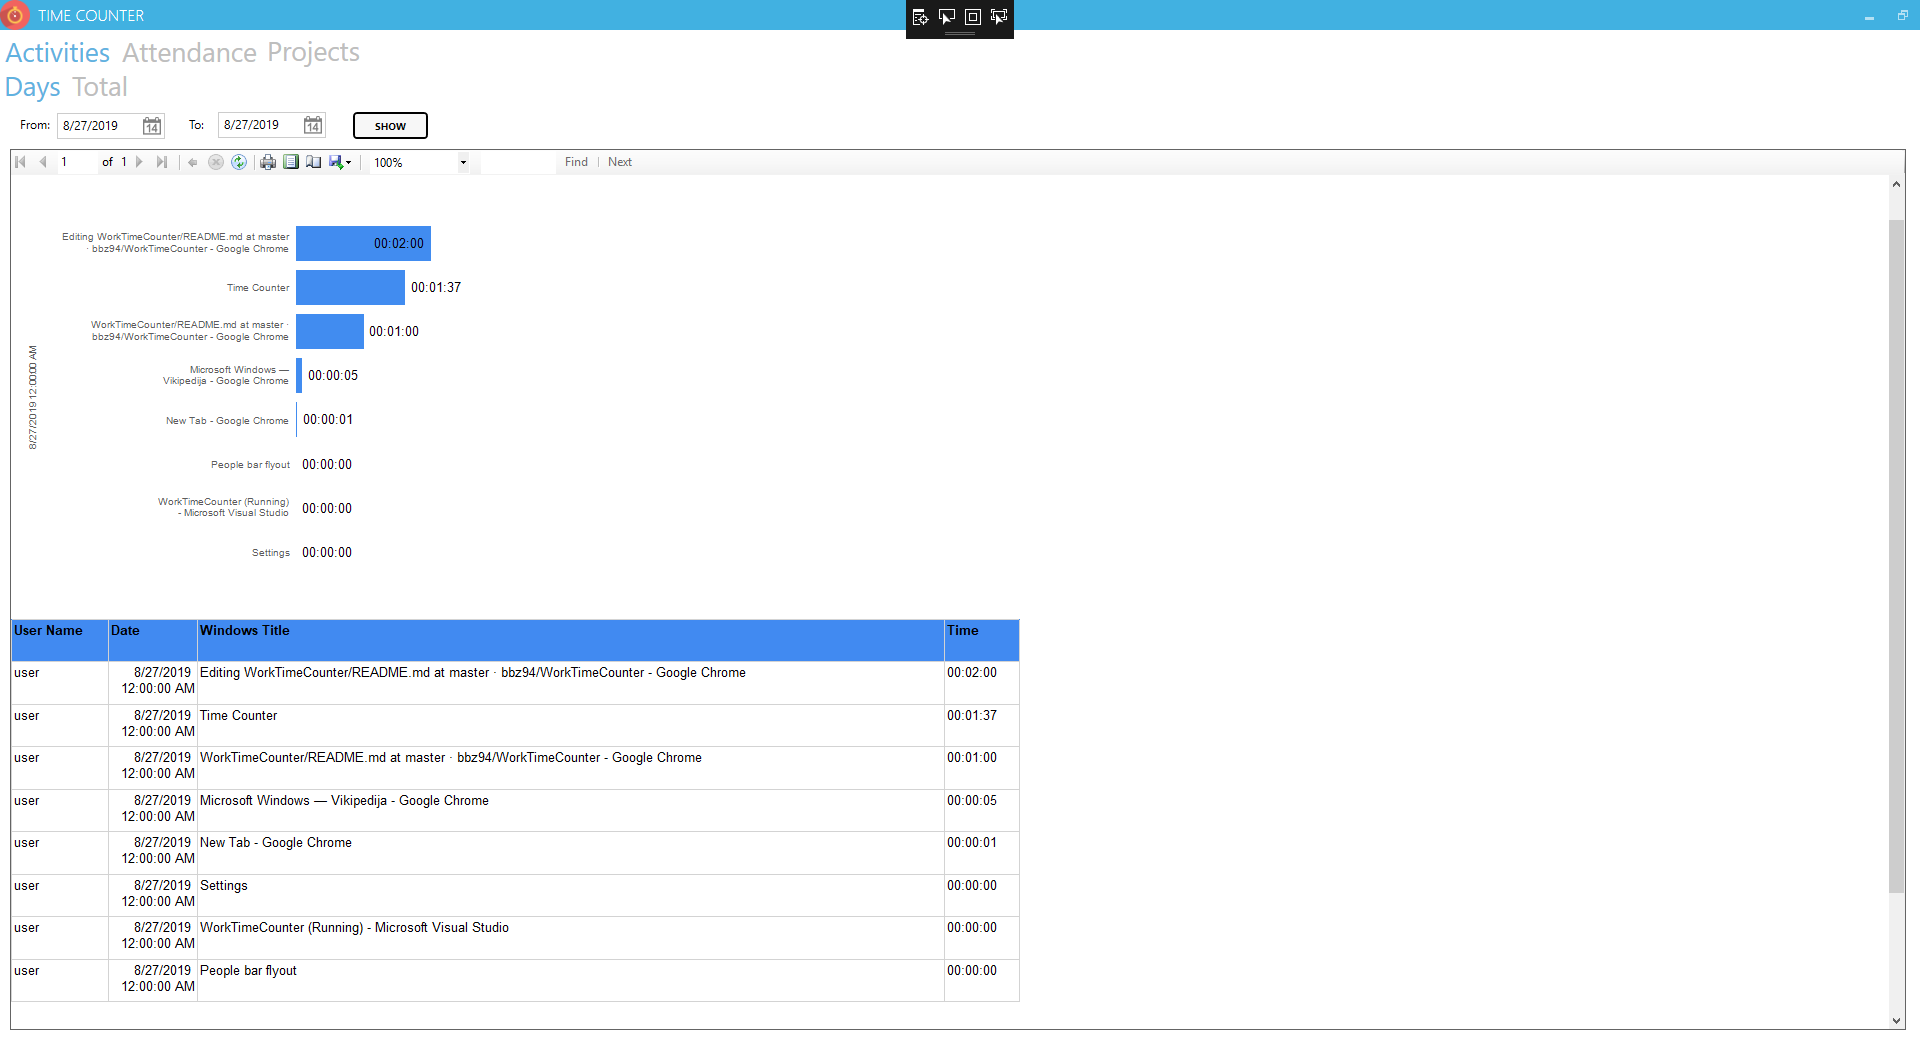 TIME COUNTER
Activities Attendance Projects
Days Total
From: 8/27/2019 14 To: 8/27/2019 14 SHOW
1 of 1 100% Find Next
Editing WorkTimeCounter/README.md at master
· bbz94/WorkTimeCounter - Google Chrome
00:02:00
Time Counter
00:01:37
WorkTimeCounter/README.md at master ·
bbz94/WorkTimeCounter - Google Chrome
00:01:00
Microsoft Windows —
Vikipedija - Google Chrome
00:00:05
New Tab - Google Chrome
00:00:01
People bar flyout
00:00:00
WorkTimeCounter (Running)
- Microsoft Visual Studio
00:00:00
Settings
00:00:00
8/27/2019 12:00:00 AM
User Name Date Windows Title Time
user 8/27/2019 Editing WorkTimeCounter/README.md at master · bbz94/WorkTimeCounter - Google Chrome 00:02:00
12:00:00 AM
user 8/27/2019 Time Counter 00:01:37
12:00:00 AM
user 8/27/2019 WorkTimeCounter/README.md at master · bbz94/WorkTimeCounter - Google Chrome 00:01:00
12:00:00 AM
user 8/27/2019 Microsoft Windows — Vikipedija - Google Chrome 00:00:05
12:00:00 AM
user 8/27/2019 New Tab - Google Chrome 00:00:01
12:00:00 AM
user 8/27/2019 Settings 00:00:00
12:00:00 AM
user 8/27/2019 WorkTimeCounter (Running) - Microsoft Visual Studio 00:00:00
12:00:00 AM
user 8/27/2019 People bar flyout 00:00:00
12:00:00 AM